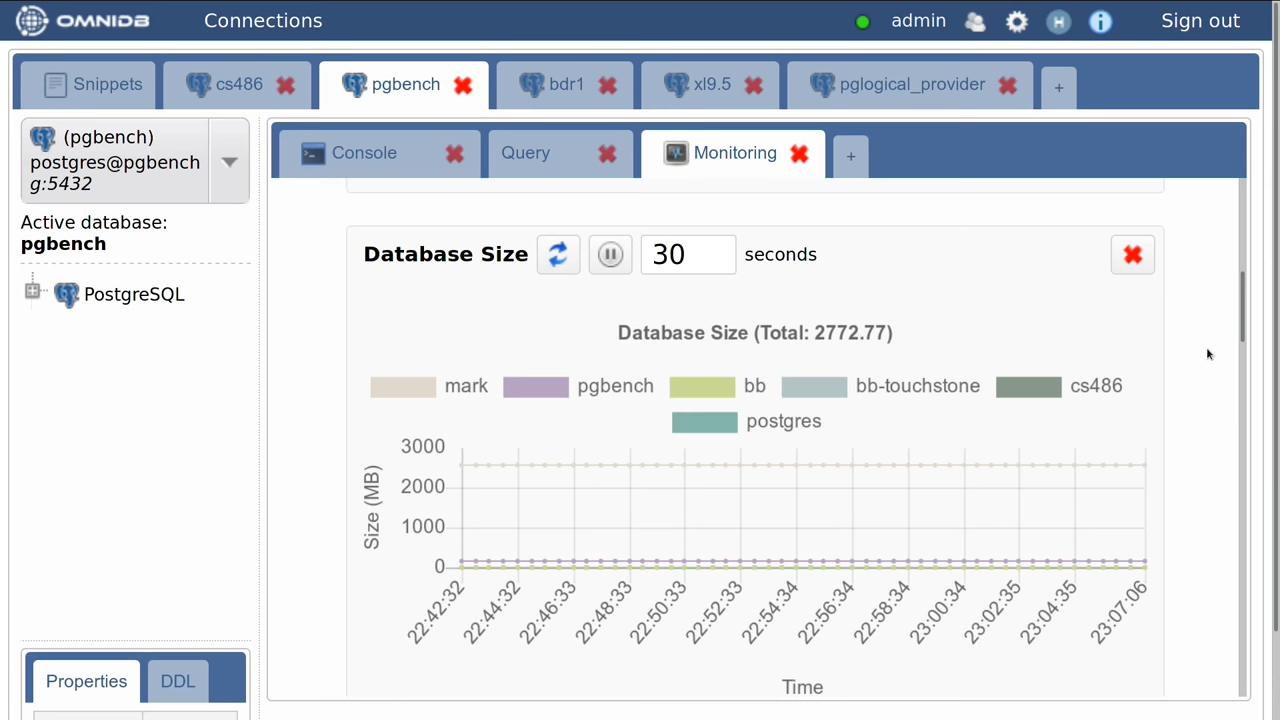 OMNIDB Connections admin H Sign out
Snippets cs486 pgbench bdr1 xl9.5 pglogical_provider +
(pgbench)
postgres@pgbench
g:5432
Active database:
pgbench
PostgreSQL
Properties DDL
Console Query Monitoring +
Database Size 30 seconds
Database Size (Total: 2772.77)
mark pgbench bb bb-touchstone cs486
postgres
Size (MB)
3000
2000
1000
0
22:42:32 22:44:32 22:46:33 22:48:33 22:50:33 22:52:33 22:54:34 22:56:34 22:58:34 23:00:34 23:02:35 23:04:35 23:07:06
Time